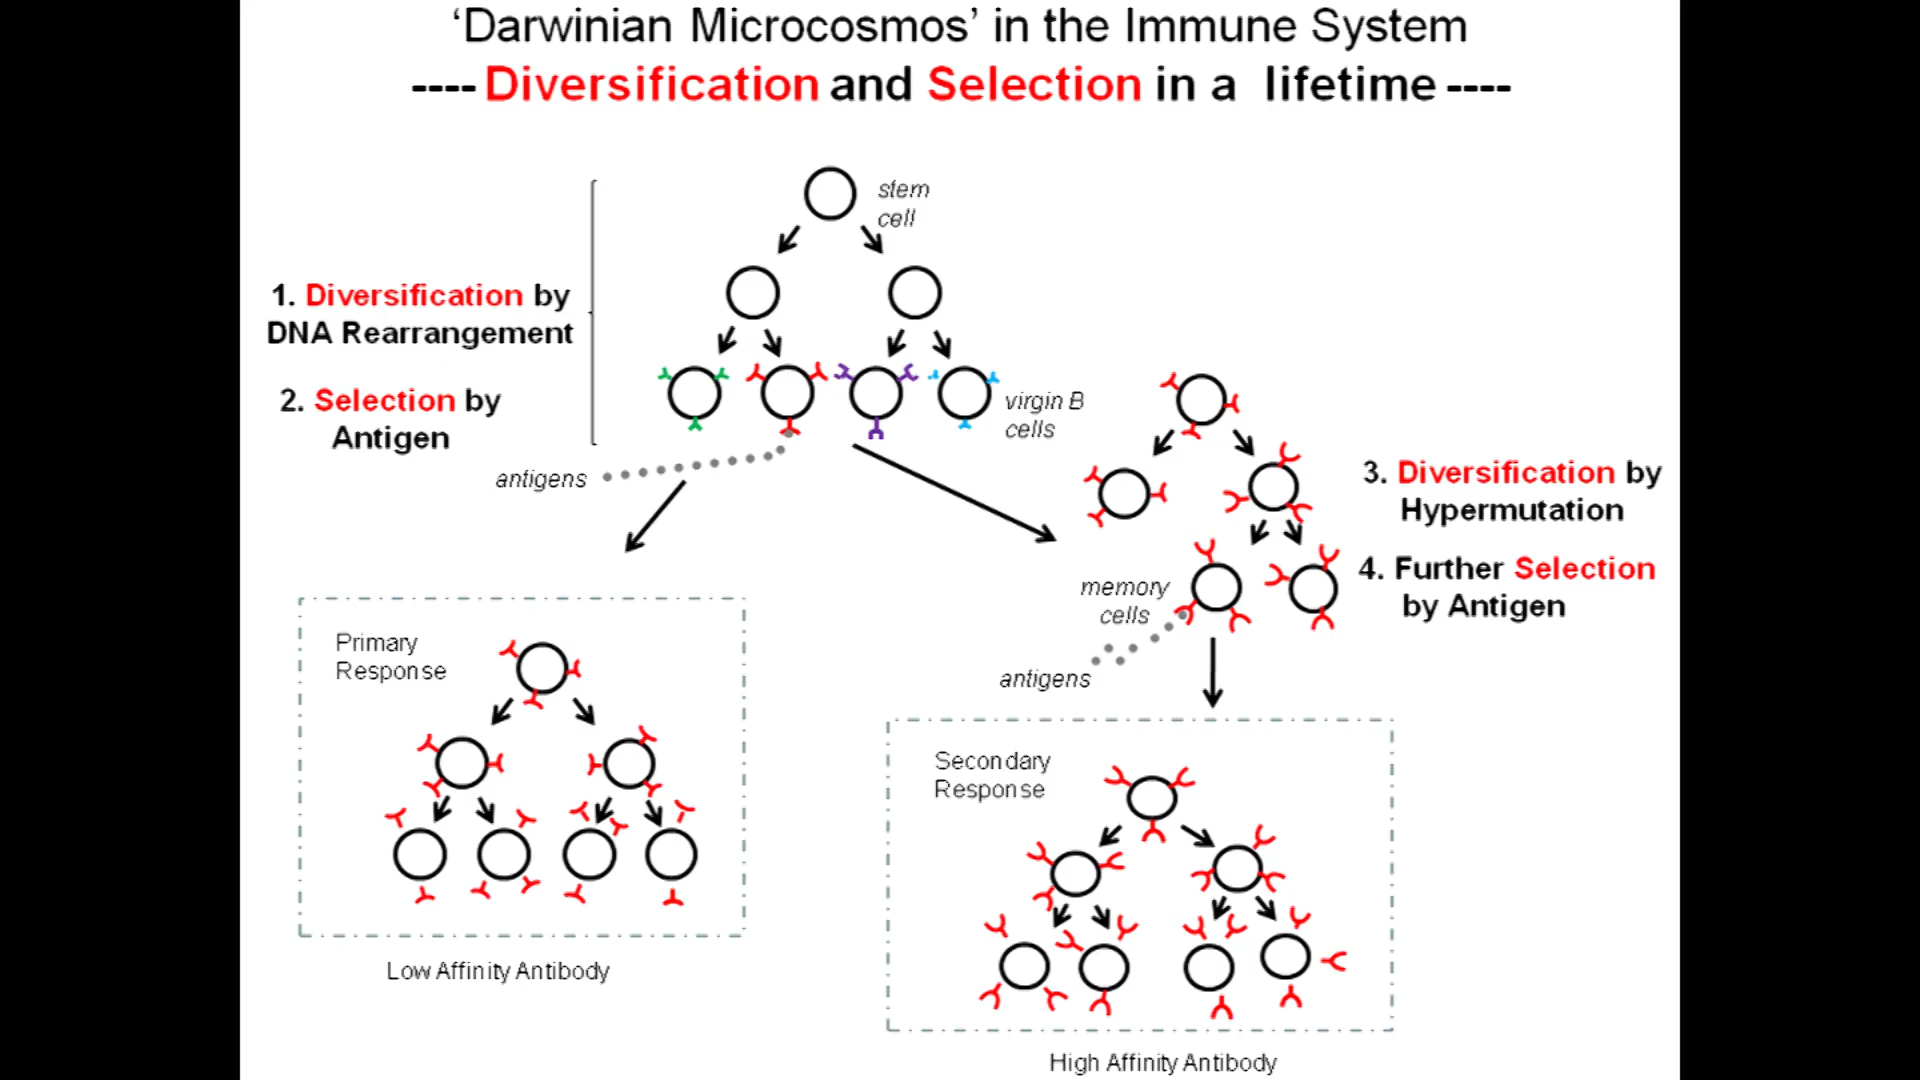 ‘Darwinian Microcosmos’ in the Immune System
---- Diversification and Selection in a lifetime ----
stem
cell
1. Diversification by
DNA Rearrangement
2. Selection by
Antigen
virgin B
cells
antigens
3. Diversification by
Hypermutation
4. Further Selection
by Antigen
memory
cells
antigens
Primary
Response
Low Affinity Antibody
Secondary
Response
High Affinity Antibody